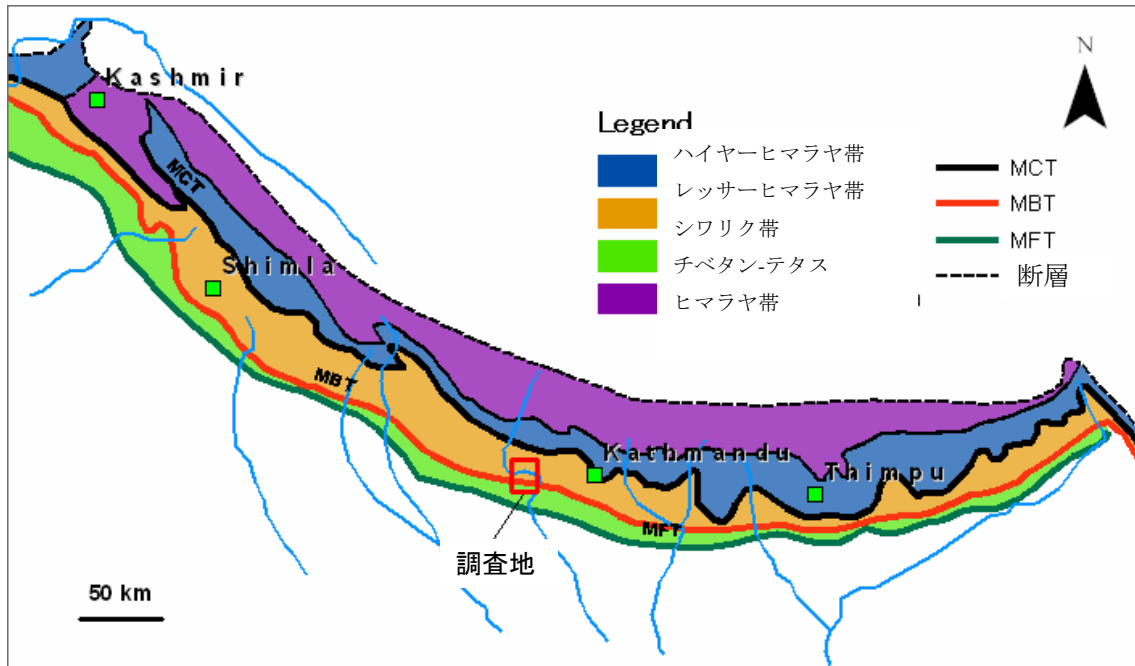 N
Kashmir
Legend
ハイヤーヒマラヤ帯
レッサーヒマラヤ帯
シワリク帯
チベタン-テタス
ヒマラヤ帯
MCT
MBT
MFT
断層
MCT
Shimla
MBT
Kathmandu
Thimpu
MFT
調査地
50 km